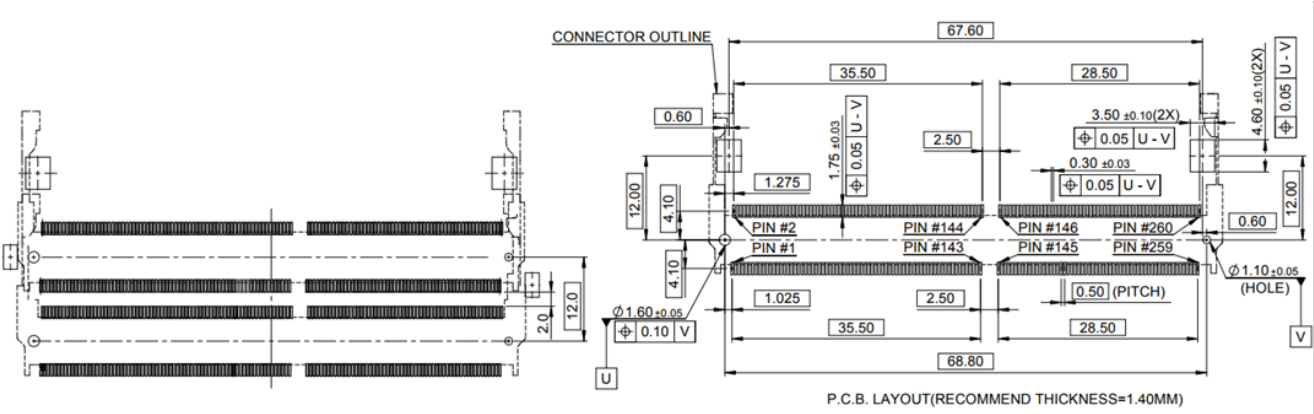 67.60
CONNECTOR OUTLINE
35.50
28.50
0.60
1.75 ±0.03
⌖ 0.05 U - V
2.50
3.50 ±0.10(2X)
⌖ 0.05 U - V
4.60 ±0.10(2X)
⌖ 0.05 U - V
0.30 ±0.03
⌖ 0.05 U - V
1.275
12.00
4.10
12.00
0.60
PIN #2
PIN #144
PIN #146
PIN #260
PIN #1
PIN #143
PIN #145
PIN #259
4.10
Ø1.10±0.05
(HOLE)
1.025
2.50
0.50 (PITCH)
2.0
12.0
Ø1.60±0.05
⌖ 0.10 V
35.50
28.50
V
68.80
U
P.C.B. LAYOUT(RECOMMEND THICKNESS=1.40MM)